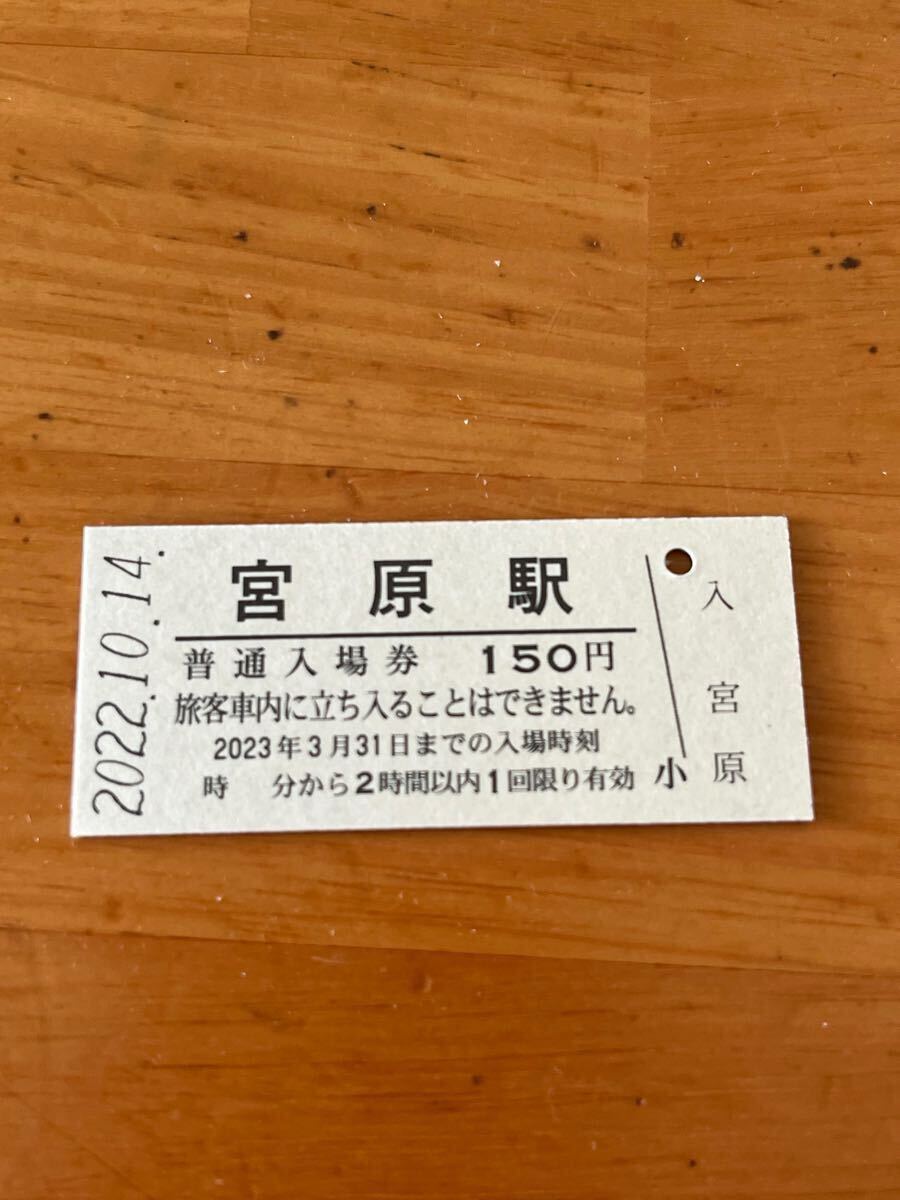 2022.10.14.
宮原駅
普通入場券 150円
旅客車内に立ち入ることはできません。
2023年3月31日までの入場時刻
時 分から2時間以内1回限り有効
小
入
宮
原